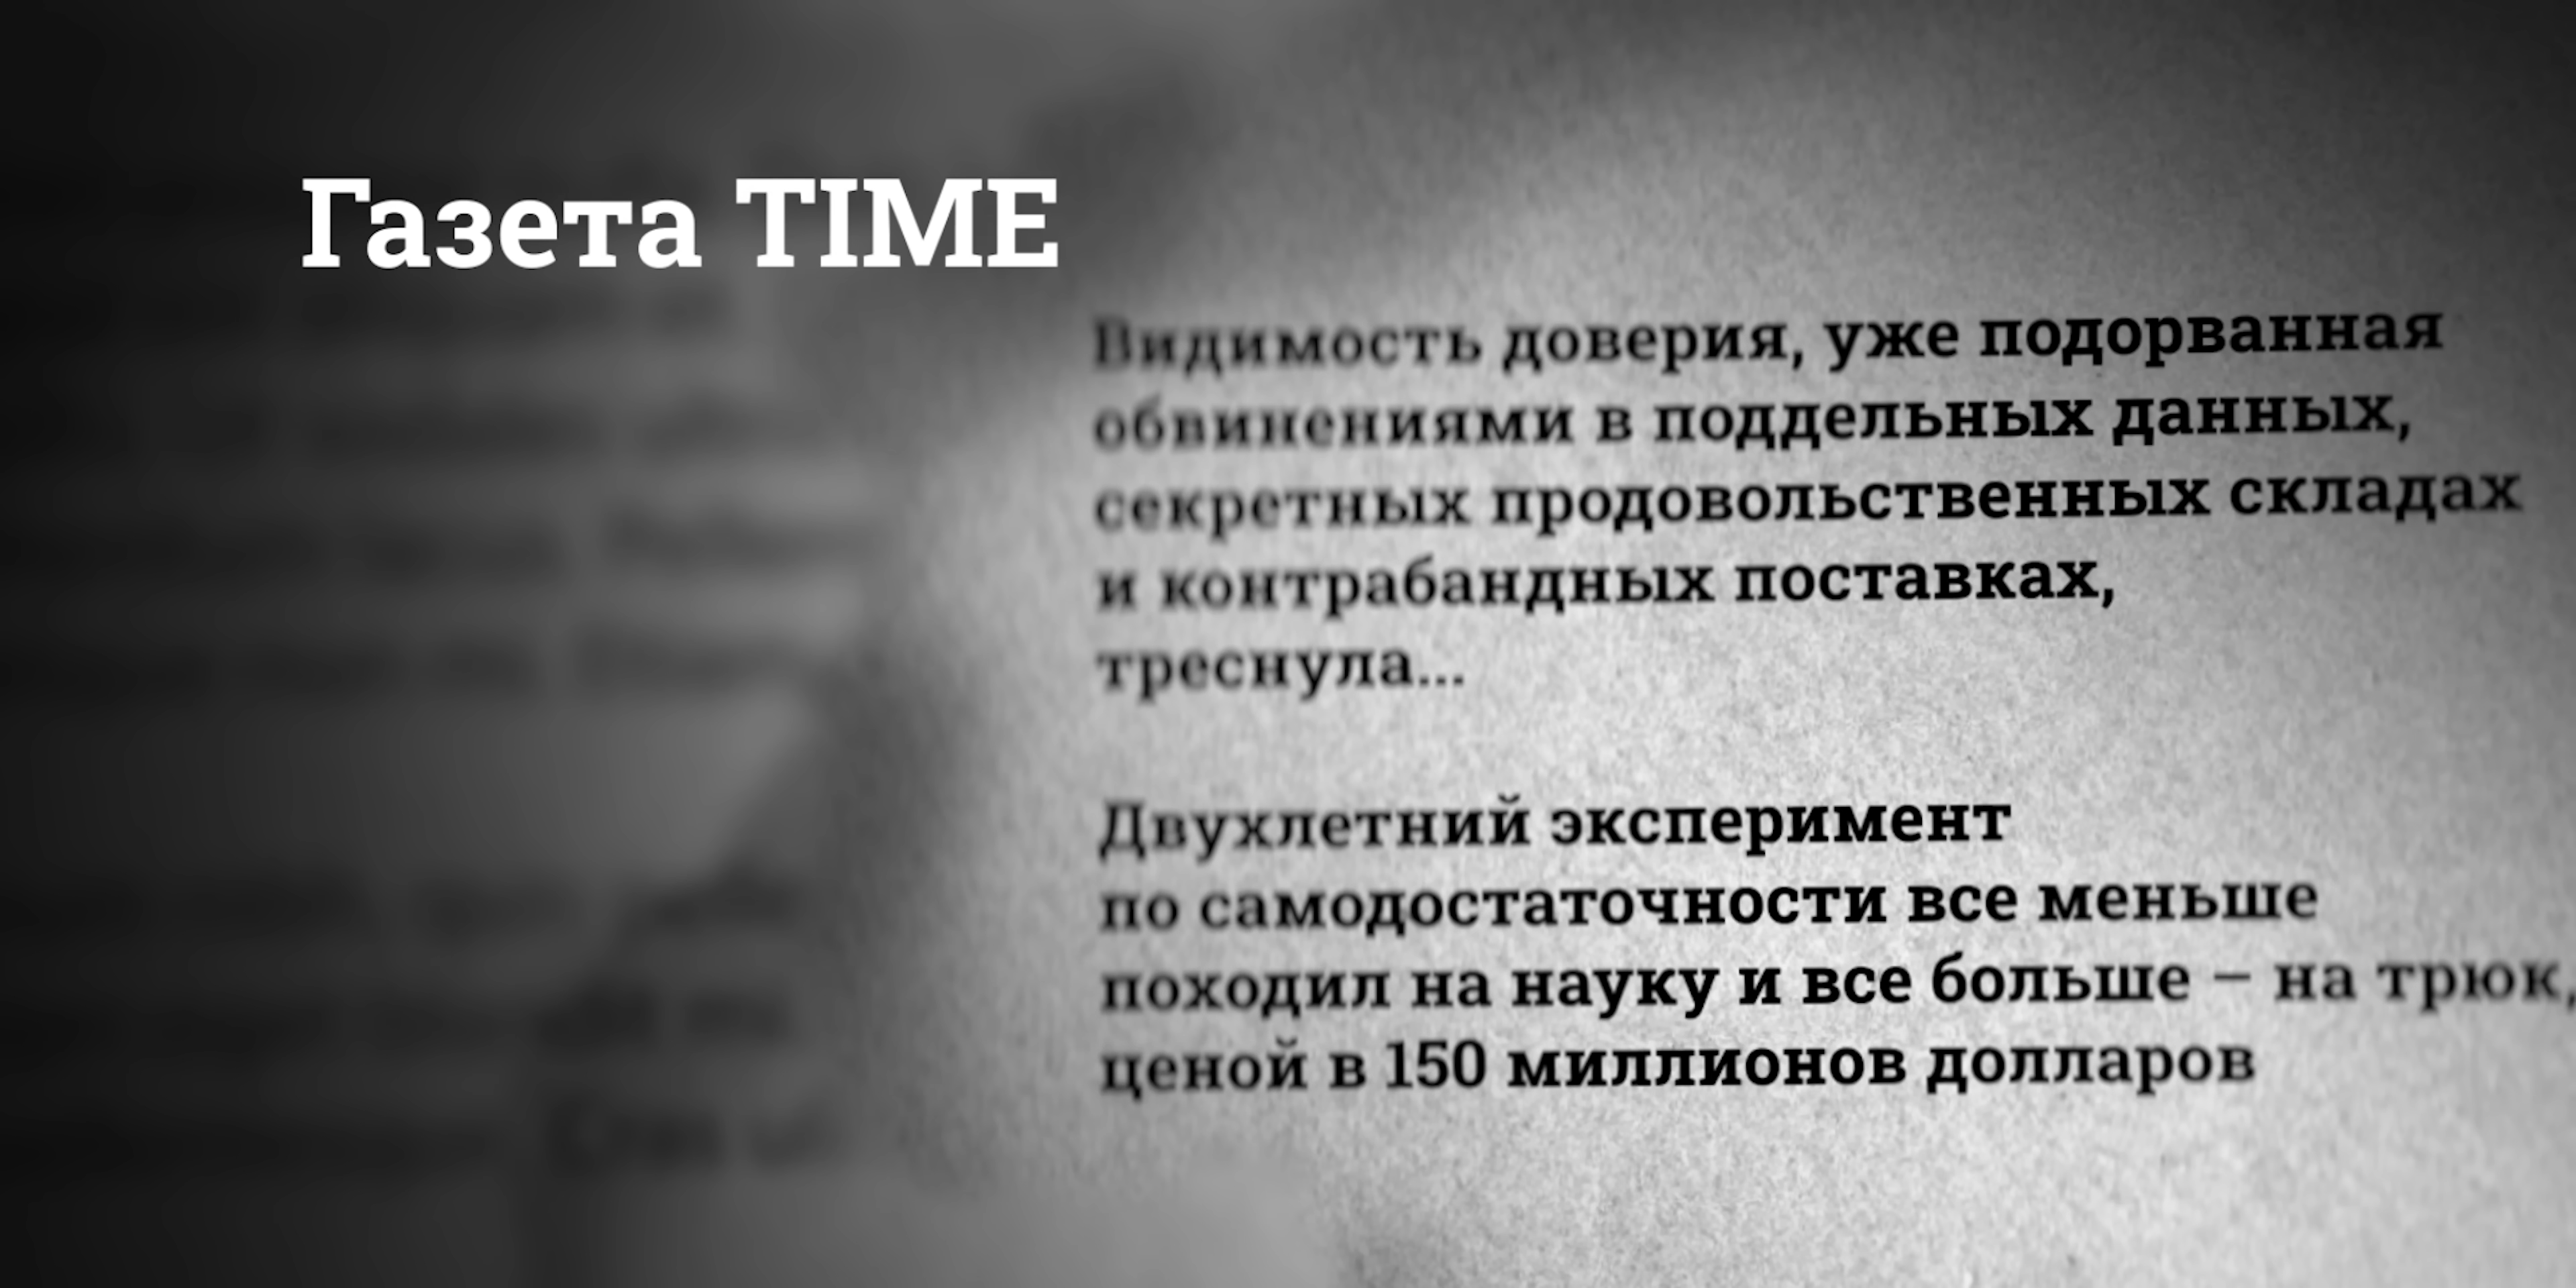 Газета TIME
Видимость доверия, уже подорванная
обвинениями в поддельных данных,
секретных продовольственных складах
и контрабандных поставках,
треснула...
Двухлетний эксперимент
по самодостаточности все меньше
походил на науку и все больше – на трюк,
ценой в 150 миллионов долларов